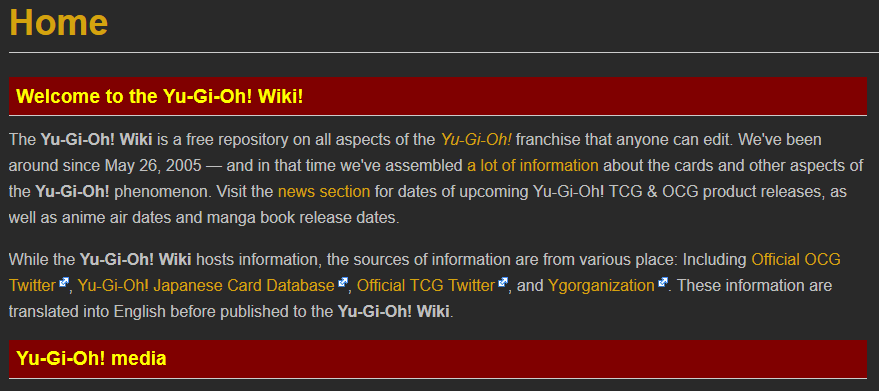 Home
Welcome to the Yu-Gi-Oh! Wiki!
The Yu-Gi-Oh! Wiki is a free repository on all aspects of the Yu-Gi-Oh! franchise that anyone can edit. We've been
around since May 26, 2005 — and in that time we've assembled a lot of information about the cards and other aspects of
the Yu-Gi-Oh! phenomenon. Visit the news section for dates of upcoming Yu-Gi-Oh! TCG & OCG product releases, as
well as anime air dates and manga book release dates.
While the Yu-Gi-Oh! Wiki hosts information, the sources of information are from various place: Including Official OCG
Twitter, Yu-Gi-Oh! Japanese Card Database, Official TCG Twitter, and Ygorganization. These information are
translated into English before published to the Yu-Gi-Oh! Wiki.
Yu-Gi-Oh! media